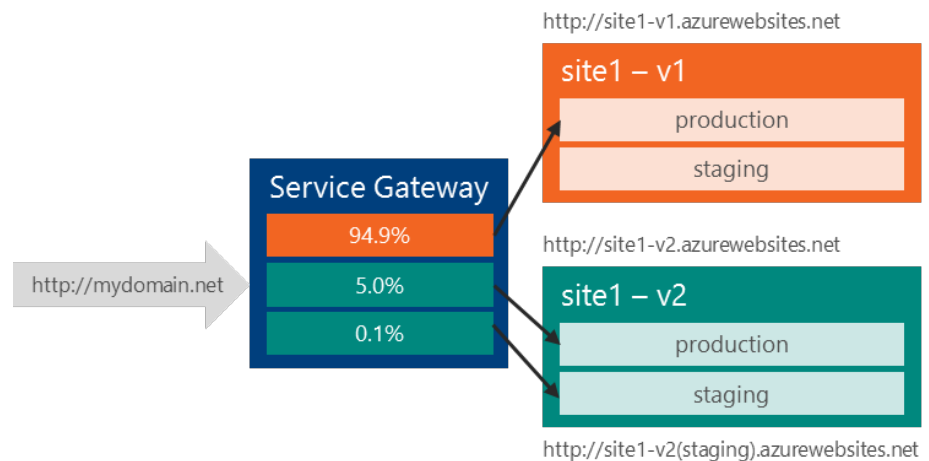 http://site1-v1.azurewebsites.net
site1 – v1
production
staging
Service Gateway
94.9%
5.0%
0.1%
http://mydomain.net
http://site1-v2.azurewebsites.net
site1 – v2
production
staging
http://site1-v2(staging).azurewebsites.net